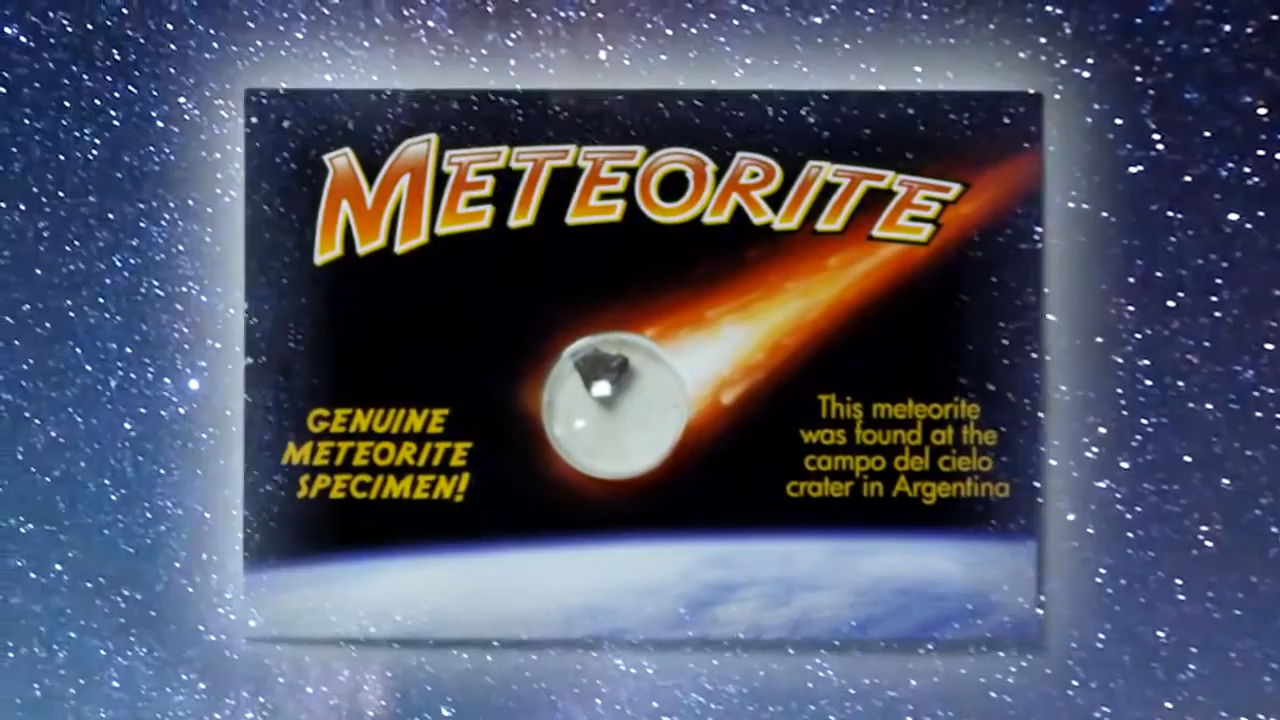 METEORITE
GENUINE
METEORITE
SPECIMEN!
This meteorite
was found at the
campo del cielo
crater in Argentina